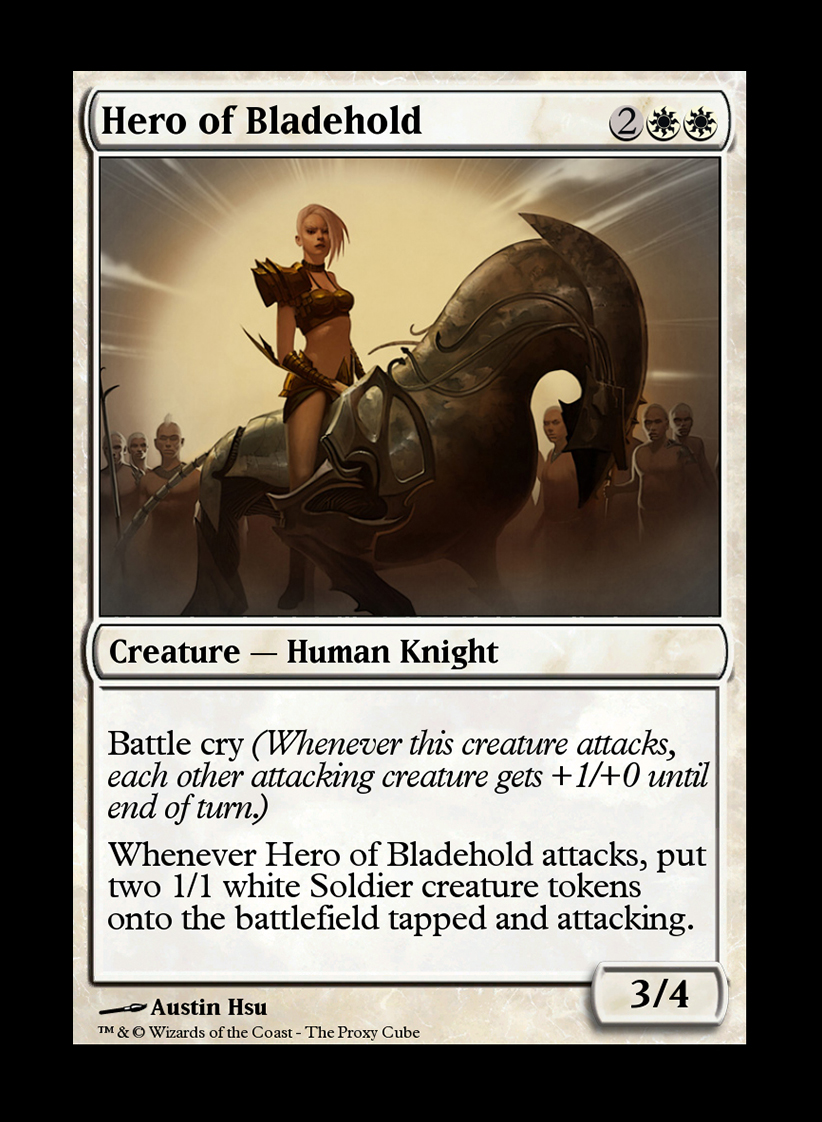 Hero of Bladehold 2
Creature — Human Knight
Battle cry (Whenever this creature attacks,
each other attacking creature gets +1/+0 until
end of turn.)
Whenever Hero of Bladehold attacks, put
two 1/1 white Soldier creature tokens
onto the battlefield tapped and attacking.
3/4
Austin Hsu
™ & © Wizards of the Coast - The Proxy Cube